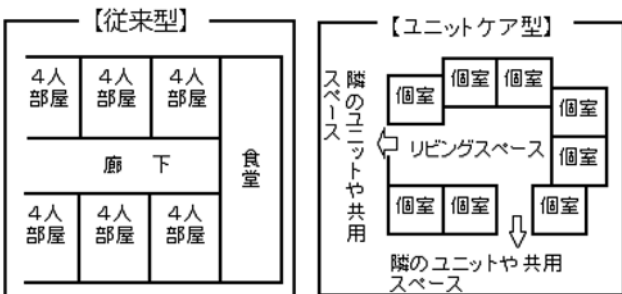 【従来型】
4人部屋
4人部屋
4人部屋
廊 下
食堂
4人部屋
4人部屋
4人部屋
【ユニットケア型】
隣のユニットや共用
スペース
個室
個室
個室
個室
リビングスペース
個室
個室
個室
個室
隣のユニットや共用
スペース